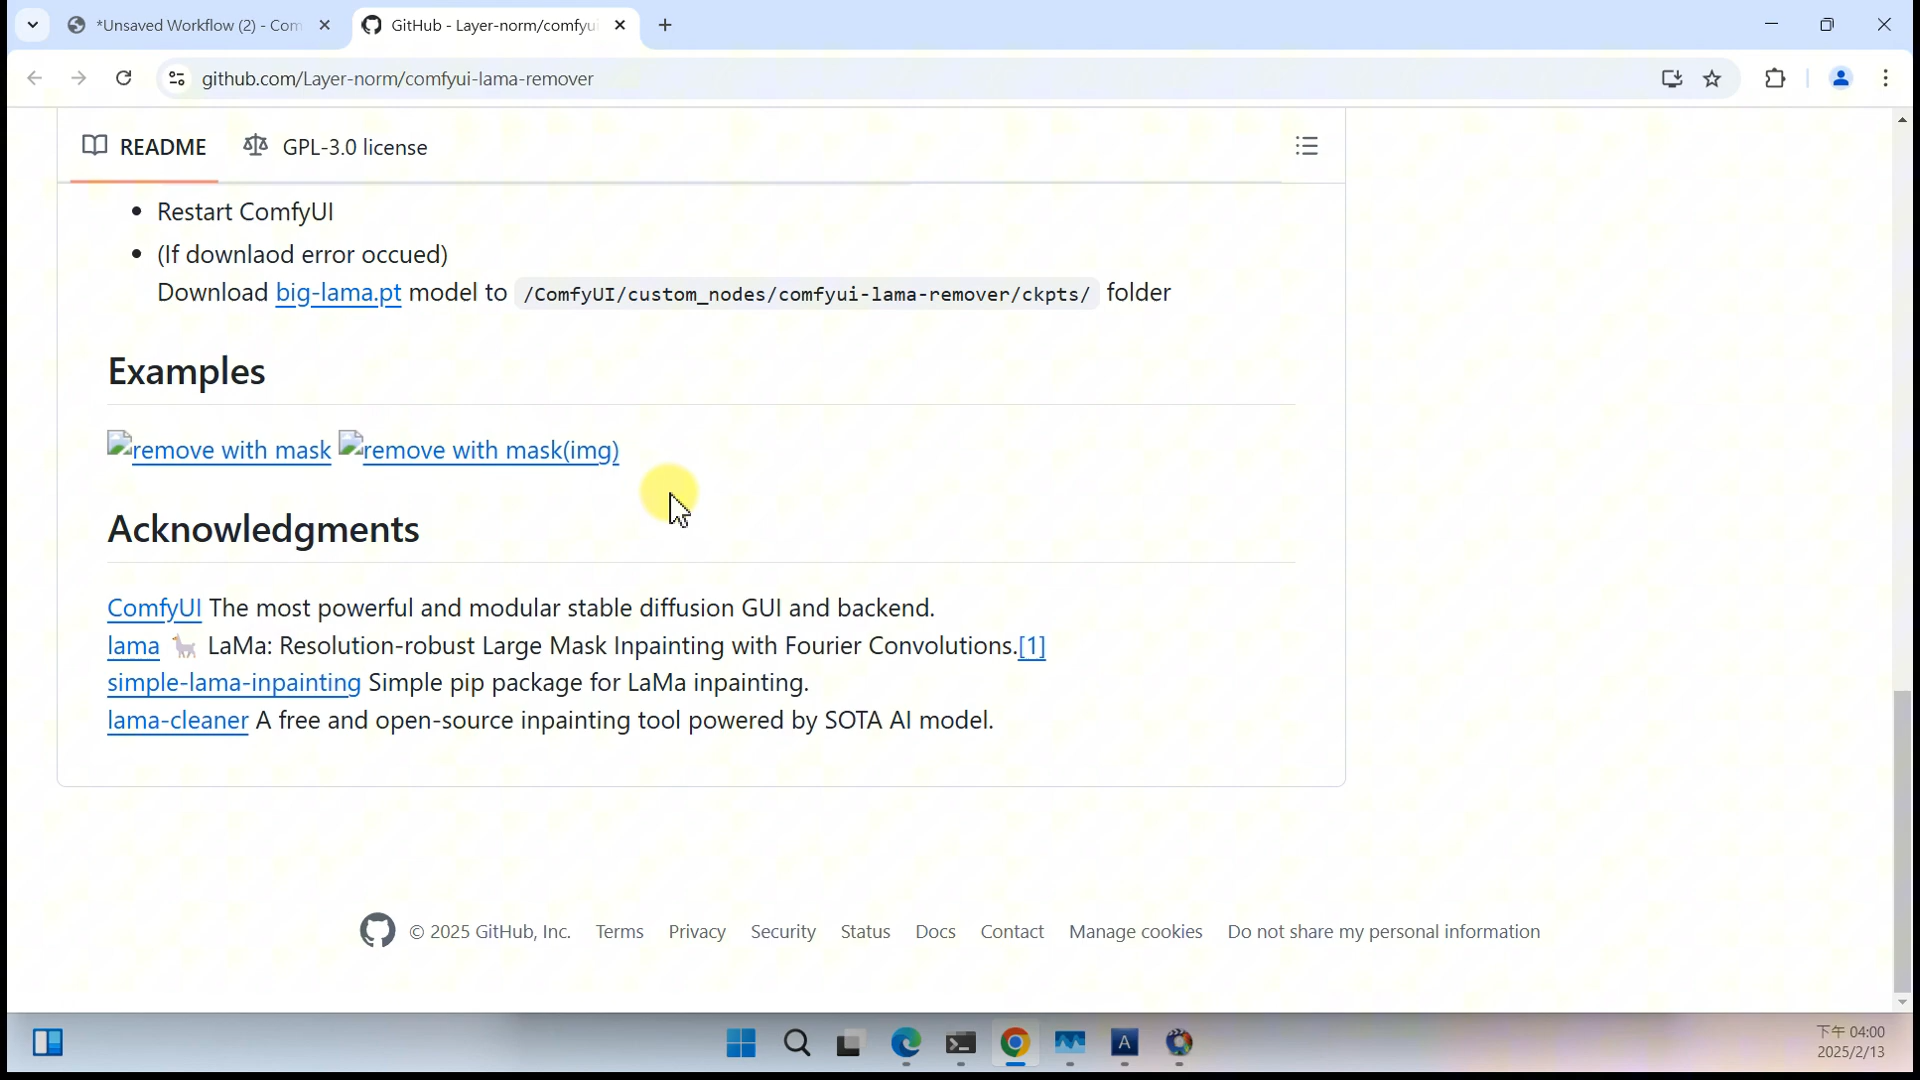 *Unsaved Workflow (2) - Com
GitHub - Layer-norm/comfyui
github.com/Layer-norm/comfyui-lama-remover
README
GPL-3.0 license
Restart ComfyUI
(If downlaod error occued)
Download big-lama.pt model to /ComfyUI/custom_nodes/comfyui-lama-remover/ckpts/ folder
Examples
remove with mask remove with mask(img)
Acknowledgments
ComfyUI The most powerful and modular stable diffusion GUI and backend.
lama 🦙 LaMa: Resolution-robust Large Mask Inpainting with Fourier Convolutions.[1]
simple-lama-inpainting Simple pip package for LaMa inpainting.
lama-cleaner A free and open-source inpainting tool powered by SOTA AI model.
© 2025 GitHub, Inc. Terms Privacy Security Status Docs Contact Manage cookies Do not share my personal information
A
下午 04:00
2025/2/13